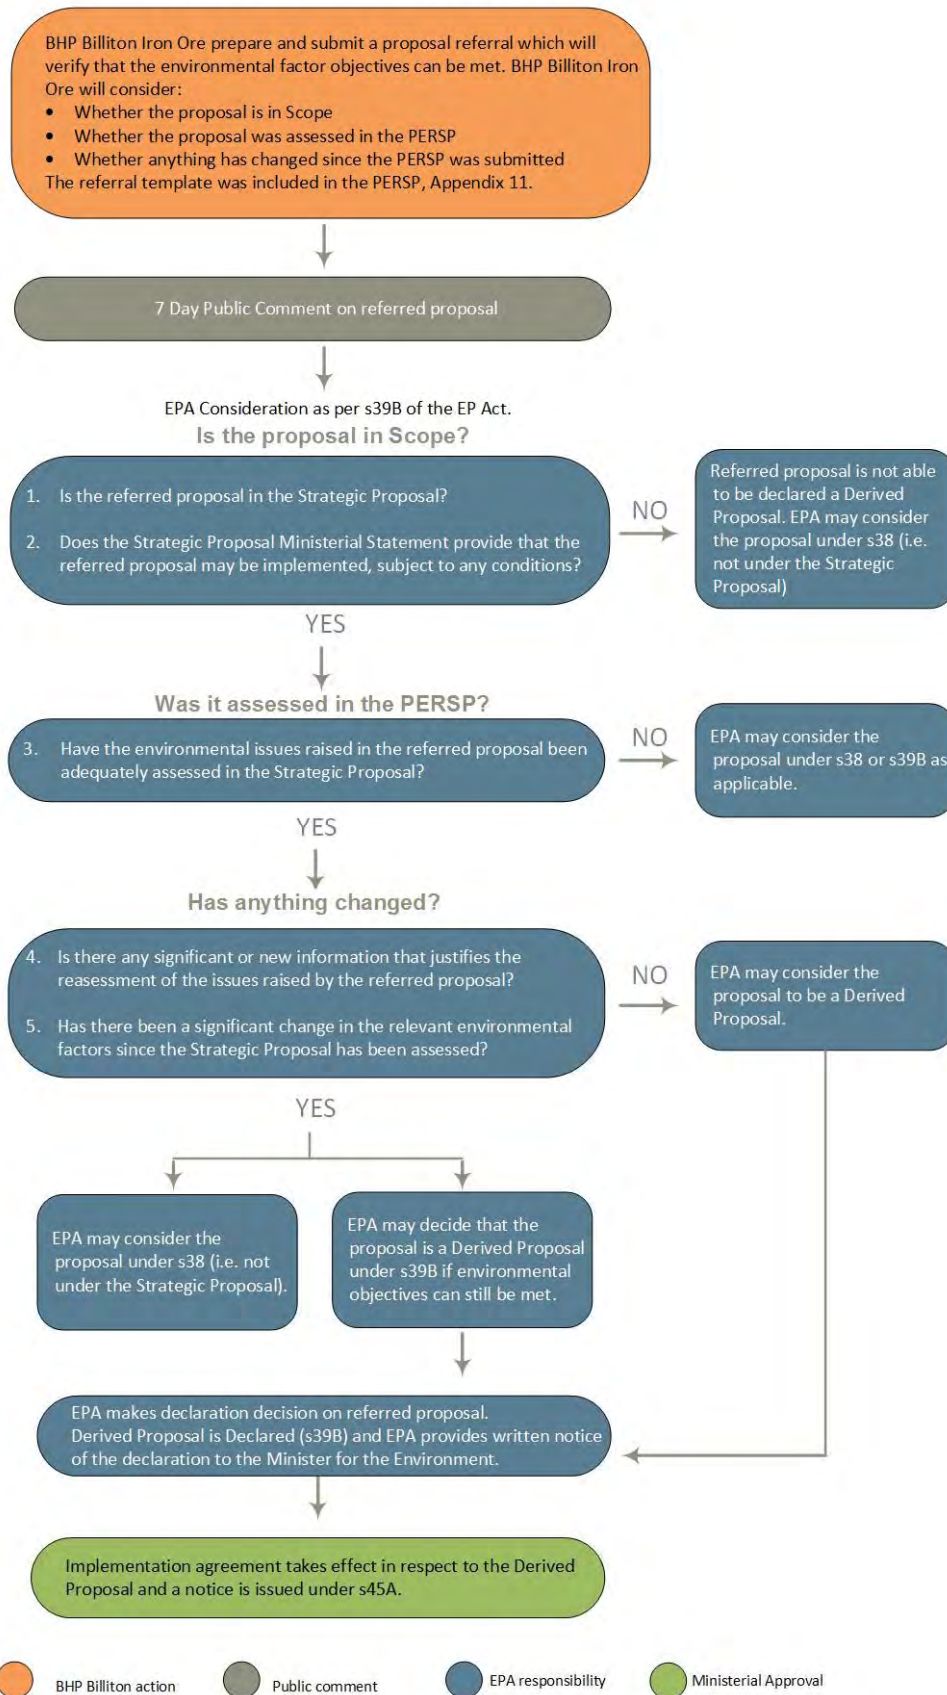 BHP Billiton Iron Ore prepare and submit a proposal referral which will
verify that the environmental factor objectives can be met. BHP Billiton Iron
Ore will consider:
• Whether the proposal is in Scope
• Whether the proposal was assessed in the PERSP
• Whether anything has changed since the PERSP was submitted
The referral template was included in the PERSP, Appendix 11.
7 Day Public Comment on referred proposal
EPA Consideration as per s39B of the EP Act.
Is the proposal in Scope?
1. Is the referred proposal in the Strategic Proposal?
2. Does the Strategic Proposal Ministerial Statement provide that the
referred proposal may be implemented, subject to any conditions?
NO
Referred proposal is not able
to be declared a Derived
Proposal. EPA may consider
the proposal under s38 (i.e.
not under the Strategic
Proposal)
YES
Was it assessed in the PERSP?
3. Have the environmental issues raised in the referred proposal been
adequately assessed in the Strategic Proposal?
NO
EPA may consider the
proposal under s38 or s39B as
applicable.
YES
Has anything changed?
4. Is there any significant or new information that justifies the
reassessment of the issues raised by the referred proposal?
5. Has there been a significant change in the relevant environmental
factors since the Strategic Proposal has been assessed?
NO
EPA may consider the
proposal to be a Derived
Proposal.
YES
EPA may consider the
proposal under s38 (i.e. not
under the Strategic Proposal).
EPA may decide that the
proposal is a Derived Proposal
under s39B if environmental
objectives can still be met.
EPA makes declaration decision on referred proposal.
Derived Proposal is Declared (s39B) and EPA provides written notice
of the declaration to the Minister for the Environment.
Implementation agreement takes effect in respect to the Derived
Proposal and a notice is issued under s45A.
BHP Billiton action
Public comment
EPA responsibility
Ministerial Approval